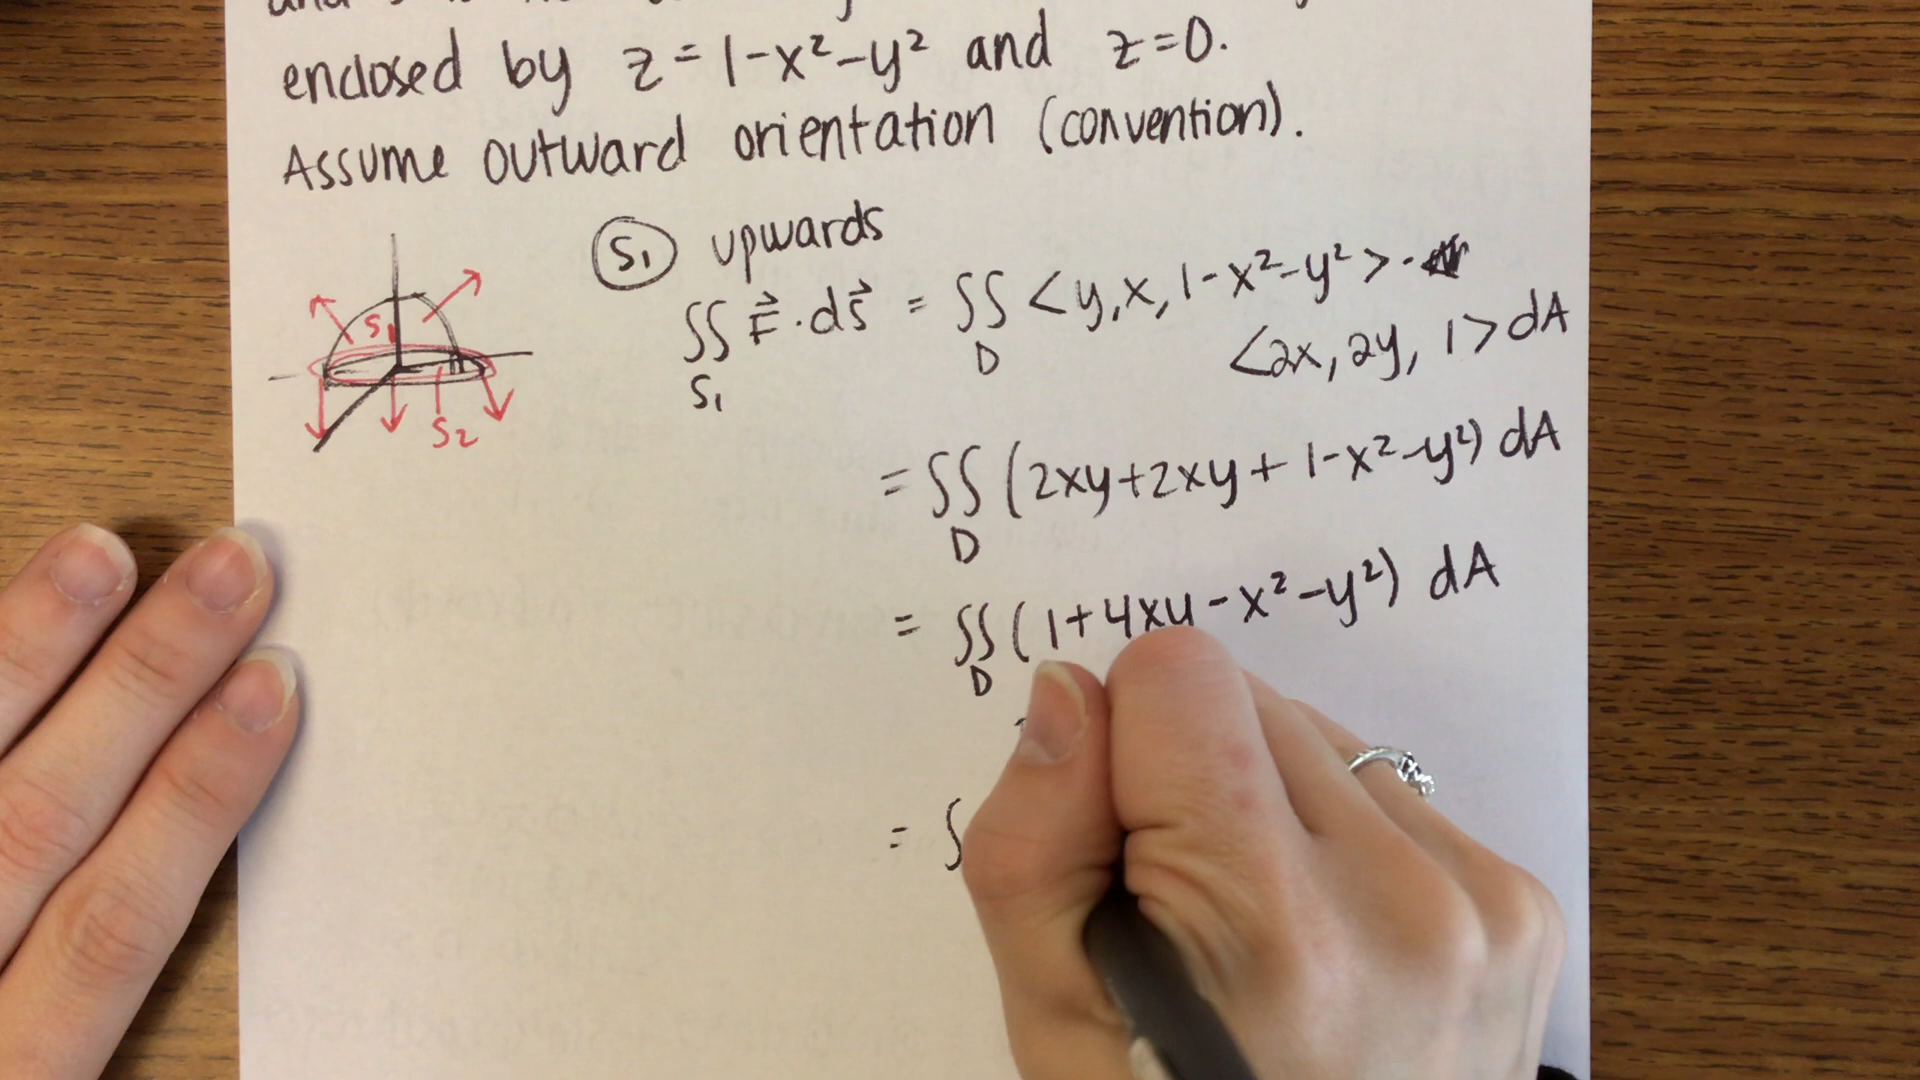 enclosed by z = 1-x²-y² and z=0.
Assume outward orientation (convention).
S₁ upwards
∬ F⃗ · dS⃗ = ∬ <y, x, 1-x²-y²> ·
S₁ D <2x, 2y, 1> dA
= ∬ (2xy+2xy+ 1-x²-y²) dA
D
= ∬ (1+4xy-x²-y²) dA
D
= ∫
S₁
S₂